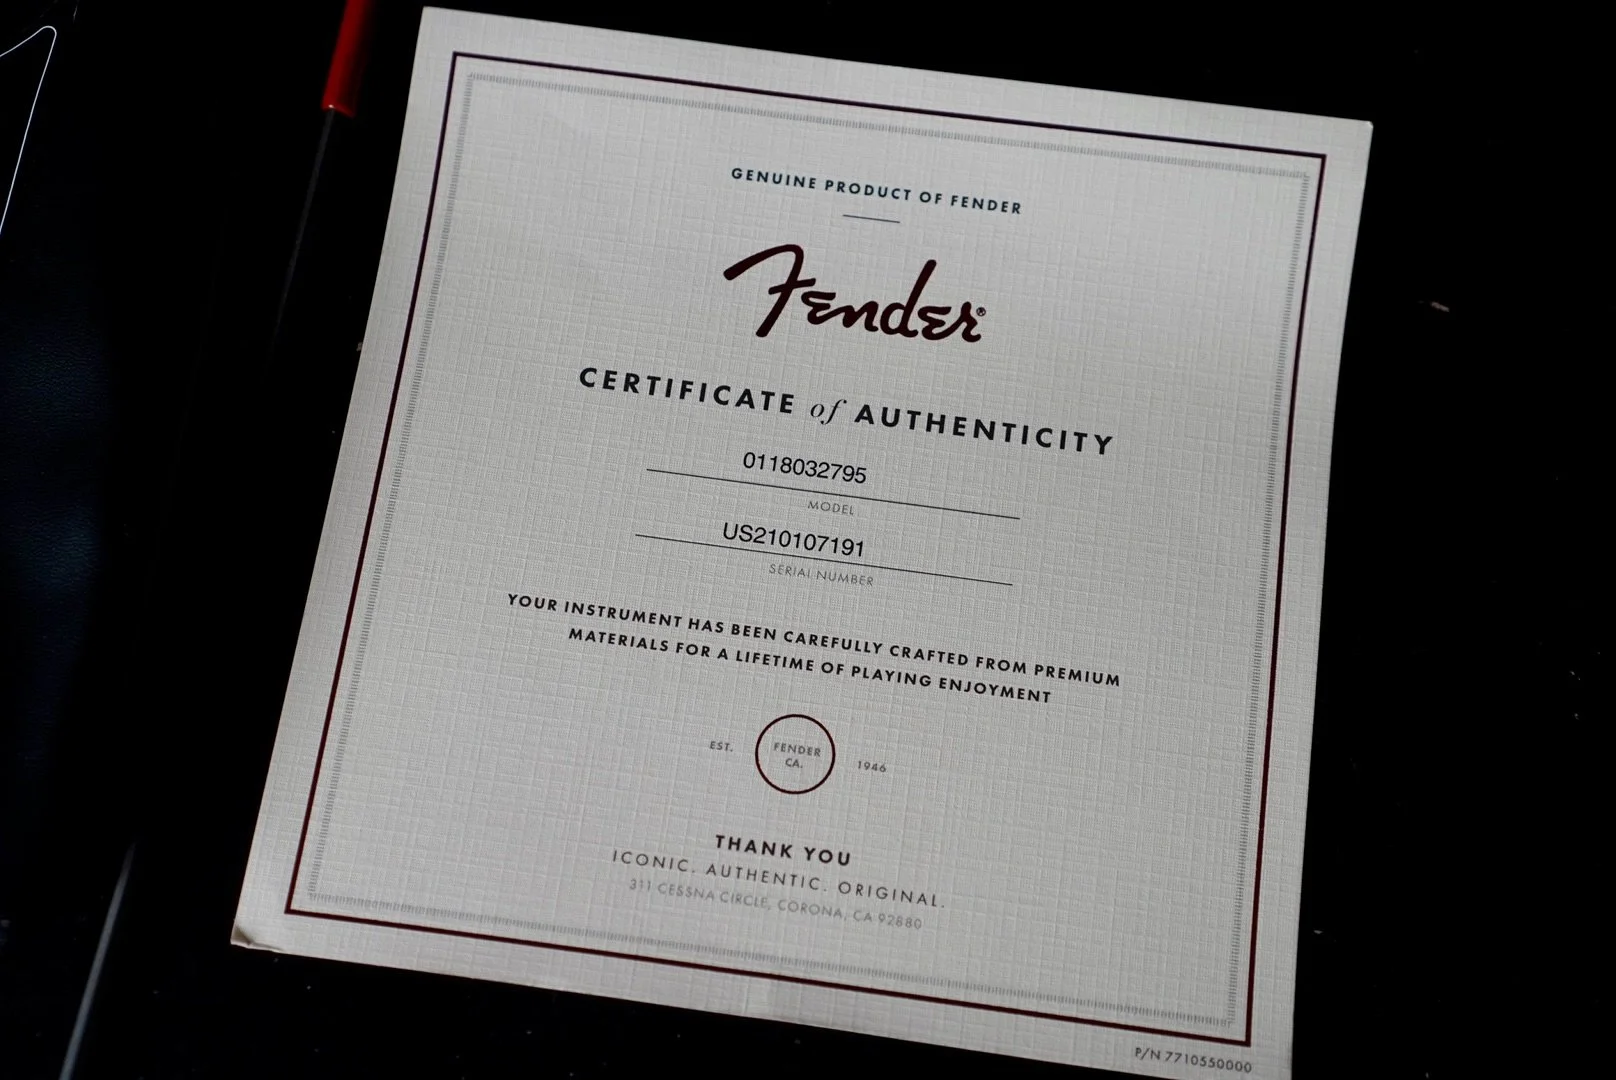 GENUINE PRODUCT OF FENDER
Fender®
CERTIFICATE of AUTHENTICITY
0118032795
MODEL
US210107191
SERIAL NUMBER
YOUR INSTRUMENT HAS BEEN CAREFULLY CRAFTED FROM PREMIUM
MATERIALS FOR A LIFETIME OF PLAYING ENJOYMENT
EST. FENDER CA. 1946
THANK YOU
ICONIC. AUTHENTIC. ORIGINAL.
311 CESSNA CIRCLE, CORONA, CA 92880
P/N 7710550000